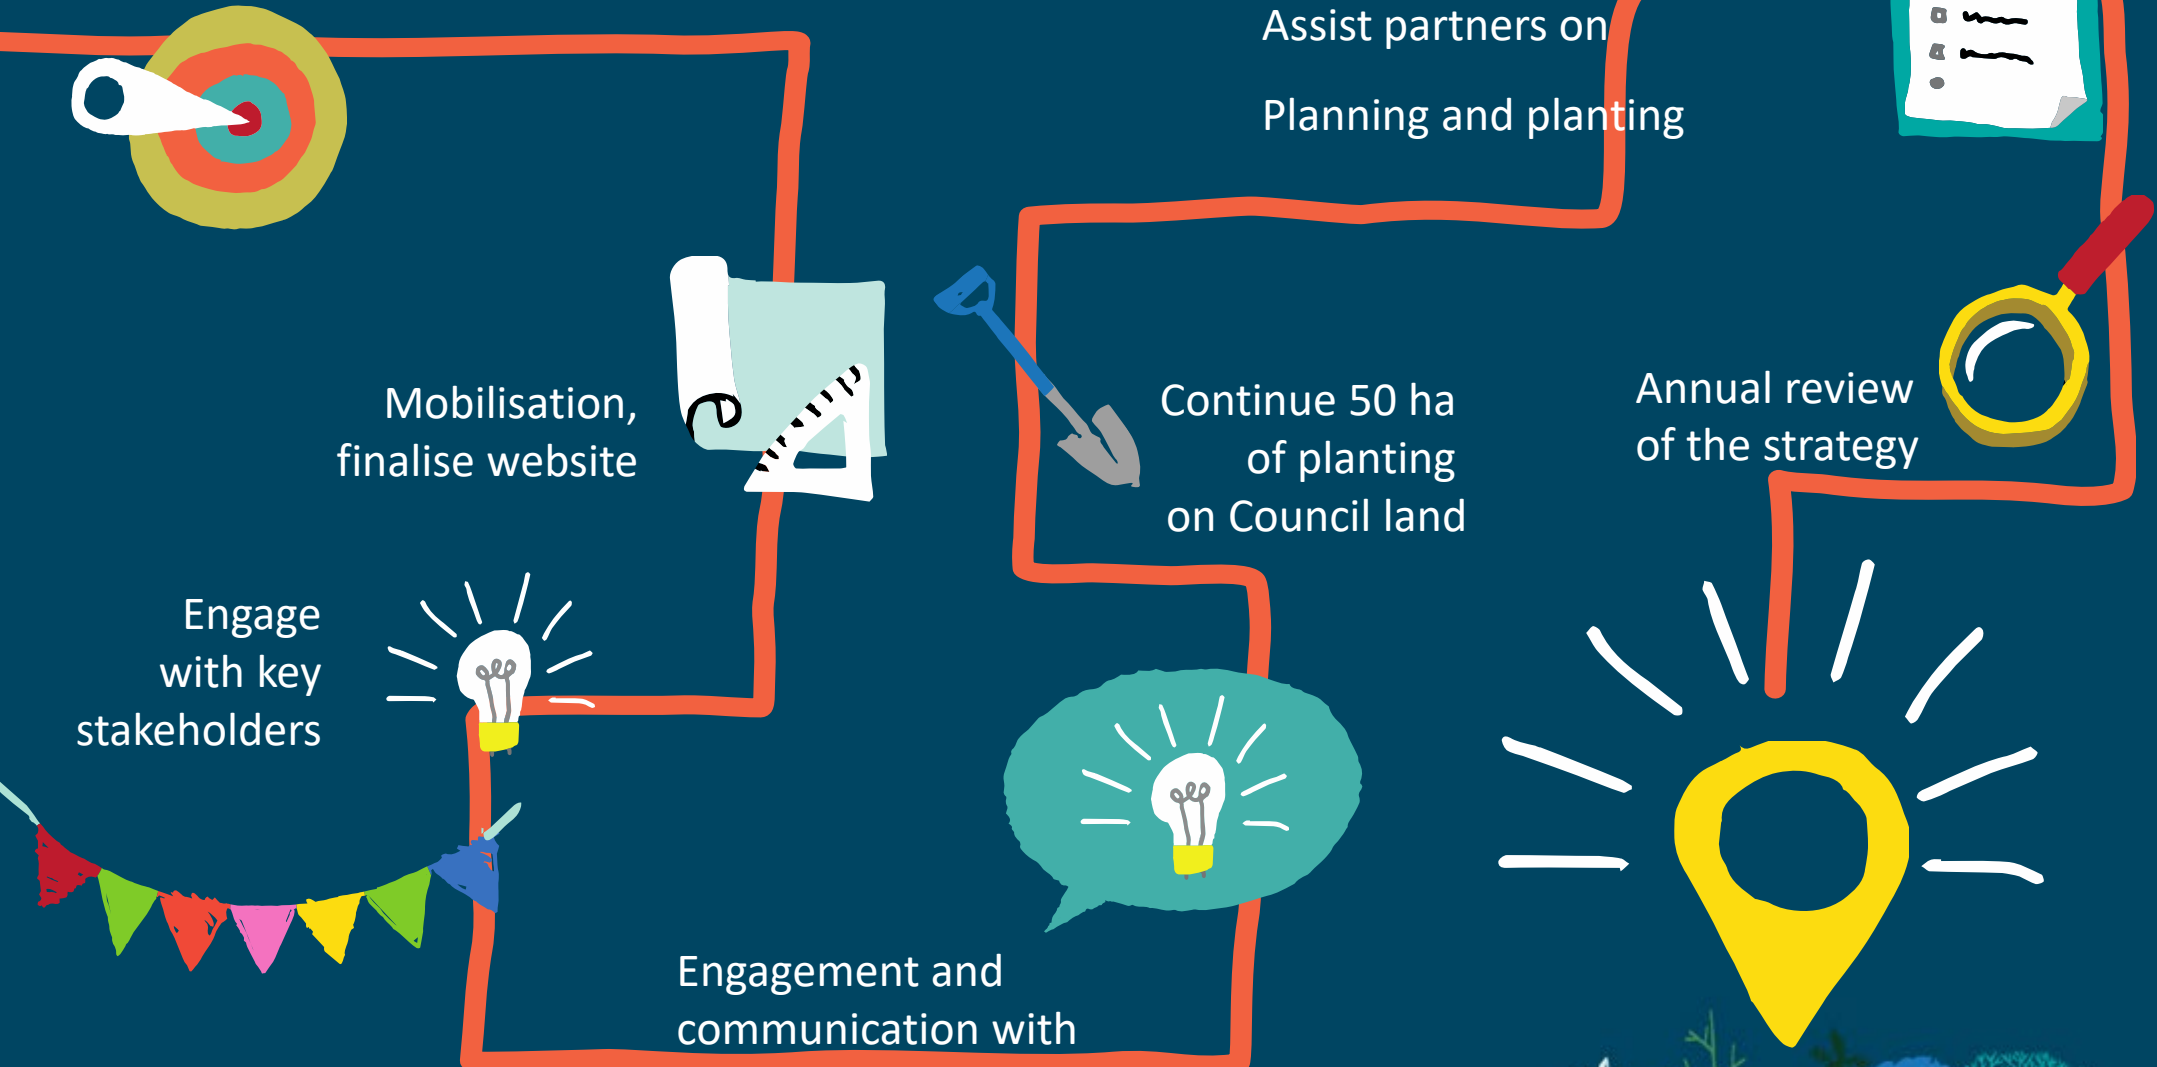 Assist partners on
Planning and planting
Mobilisation,
finalise website
Continue 50 ha
of planting
on Council land
Annual review
of the strategy
Engage
with key
stakeholders
Engagement and
communication with